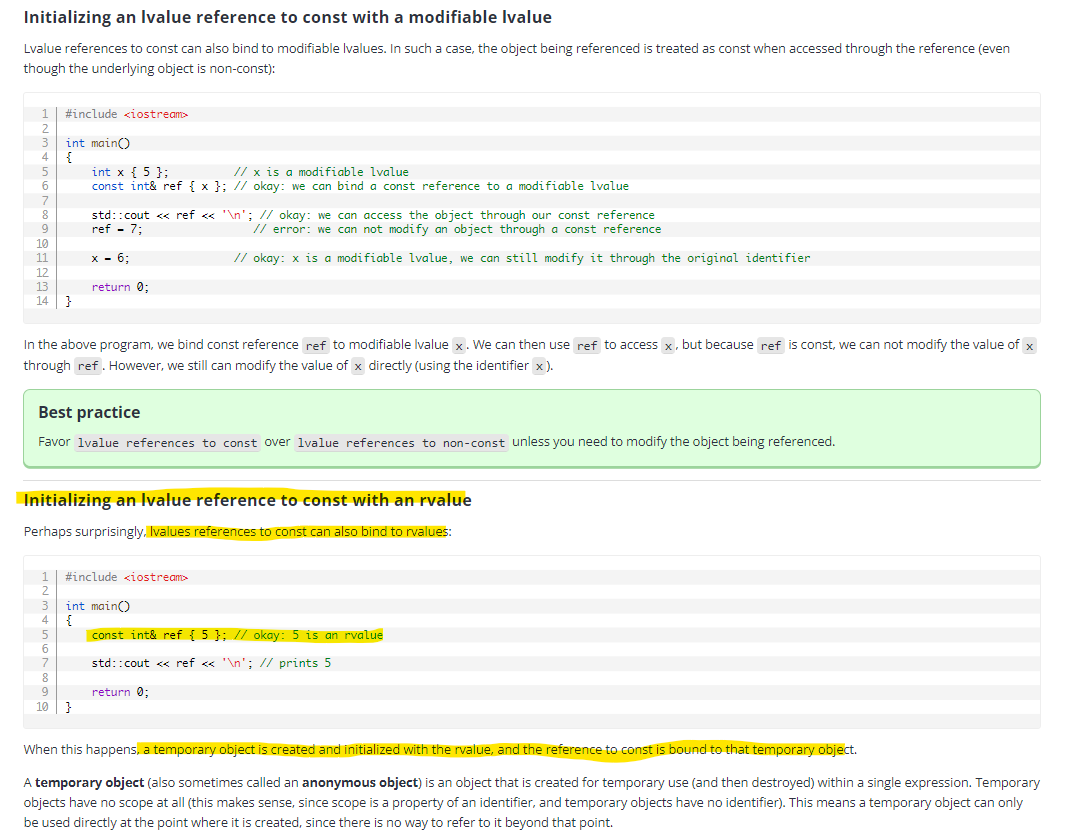 Initializing an lvalue reference to const with a modifiable lvalue
Lvalue references to const can also bind to modifiable lvalues. In such a case, the object being referenced is treated as const when accessed through the reference (even
though the underlying object is non-const):
1 #include <iostream>
2
3 int main()
4 {
5     int x { 5 };          // x is a modifiable lvalue
6     const int& ref { x }; // okay: we can bind a const reference to a modifiable lvalue
7
8     std::cout << ref << '\n'; // okay: we can access the object through our const reference
9     ref = 7;                  // error: we can not modify an object through a const reference
10
11     x = 6;                // okay: x is a modifiable lvalue, we can still modify it through the original identifier
12
13     return 0;
14 }
In the above program, we bind const reference ref to modifiable lvalue x. We can then use ref to access x, but because ref is const, we can not modify the value of x
through ref. However, we still can modify the value of x directly (using the identifier x).
Best practice
Favor lvalue references to const over lvalue references to non-const unless you need to modify the object being referenced.
Initializing an lvalue reference to const with an rvalue
Perhaps surprisingly, lvalues references to const can also bind to rvalues:
1 #include <iostream>
2
3 int main()
4 {
5     const int& ref { 5 }; // okay: 5 is an rvalue
6
7     std::cout << ref << '\n'; // prints 5
8
9     return 0;
10 }
When this happens, a temporary object is created and initialized with the rvalue, and the reference to const is bound to that temporary object.
A temporary object (also sometimes called an anonymous object) is an object that is created for temporary use (and then destroyed) within a single expression. Temporary
objects have no scope at all (this makes sense, since scope is a property of an identifier, and temporary objects have no identifier). This means a temporary object can only
be used directly at the point where it is created, since there is no way to refer to it beyond that point.